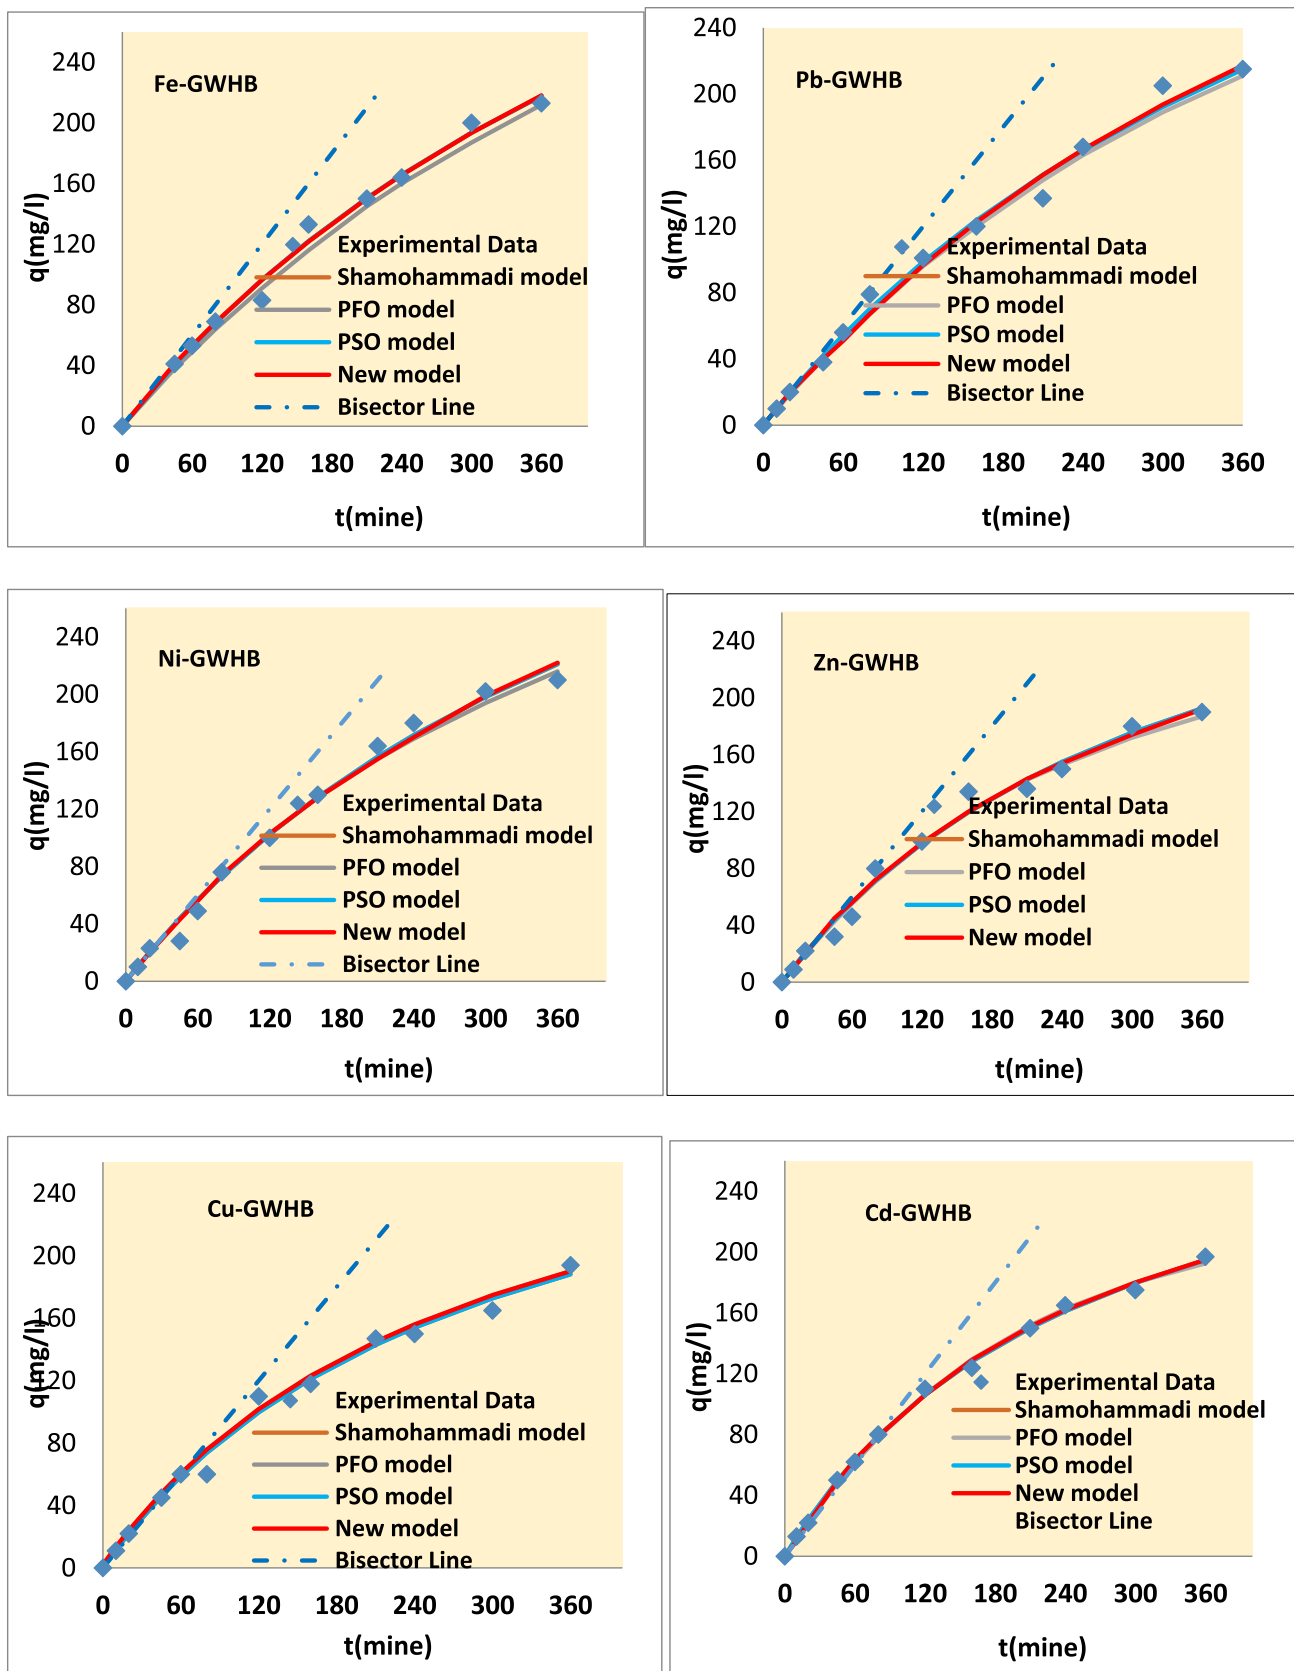 Fe-GWHB
q(mg/l)
240
200
160
120
80
40
0
0 60 120 180 240 300 360
t(mine)
Experimental Data
Shamohammadi model
PFO model
PSO model
New model
Bisector Line
Pb-GWHB
q(mg/l)
240
200
160
120
80
40
0
0 60 120 180 240 300 360
t(mine)
Experimental Data
Shamohammadi model
PFO model
PSO model
New model
Bisector Line
Ni-GWHB
q(mg/l)
240
200
160
120
80
40
0
0 60 120 180 240 300 360
t(mine)
Experimental Data
Shamohammadi model
PFO model
PSO model
New model
Bisector Line
Zn-GWHB
q(mg/l)
240
200
160
120
80
40
0
0 60 120 180 240 300 360
t(mine)
Experimental Data
Shamohammadi model
PFO model
PSO model
New model
Cu-GWHB
q(mg/l)
240
200
160
120
80
40
0
0 60 120 180 240 300 360
t(mine)
Experimental Data
Shamohammadi model
PFO model
PSO model
New model
Bisector Line
Cd-GWHB
q(mg/l)
240
200
160
120
80
40
0
0 60 120 180 240 300 360
t(mine)
Experimental Data
Shamohammadi model
PFO model
PSO model
New model
Bisector Line